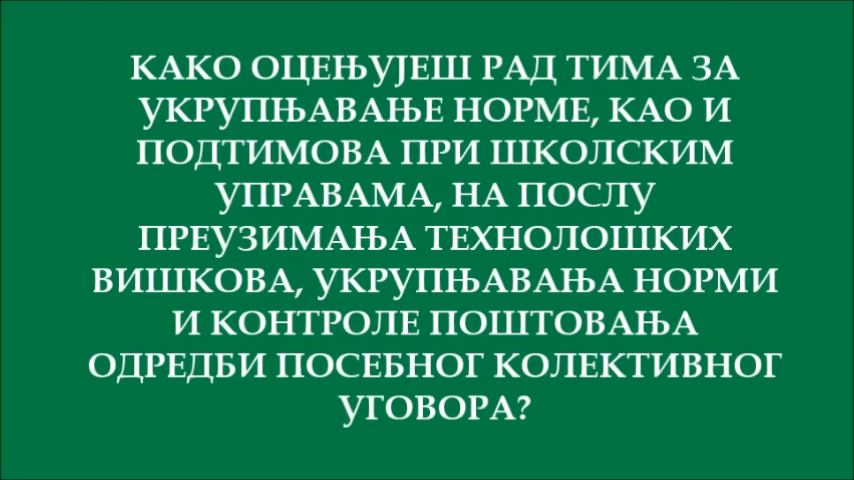 КАКО ОЦЕЊУЈЕШ РАД ТИМА ЗА
УКРУПЊАВАЊЕ НОРМЕ, КАО И
ПОДТИМОВА ПРИ ШКОЛСКИМ
УПРАВАМА, НА ПОСЛУ
ПРЕУЗИМАЊА ТЕХНОЛОШКИХ
ВИШКОВА, УКРУПЊАВАЊА НОРМИ
И КОНТРОЛЕ ПОШТОВАЊА
ОДРЕДБИ ПОСЕБНОГ КОЛЕКТИВНОГ
УГОВОРА?